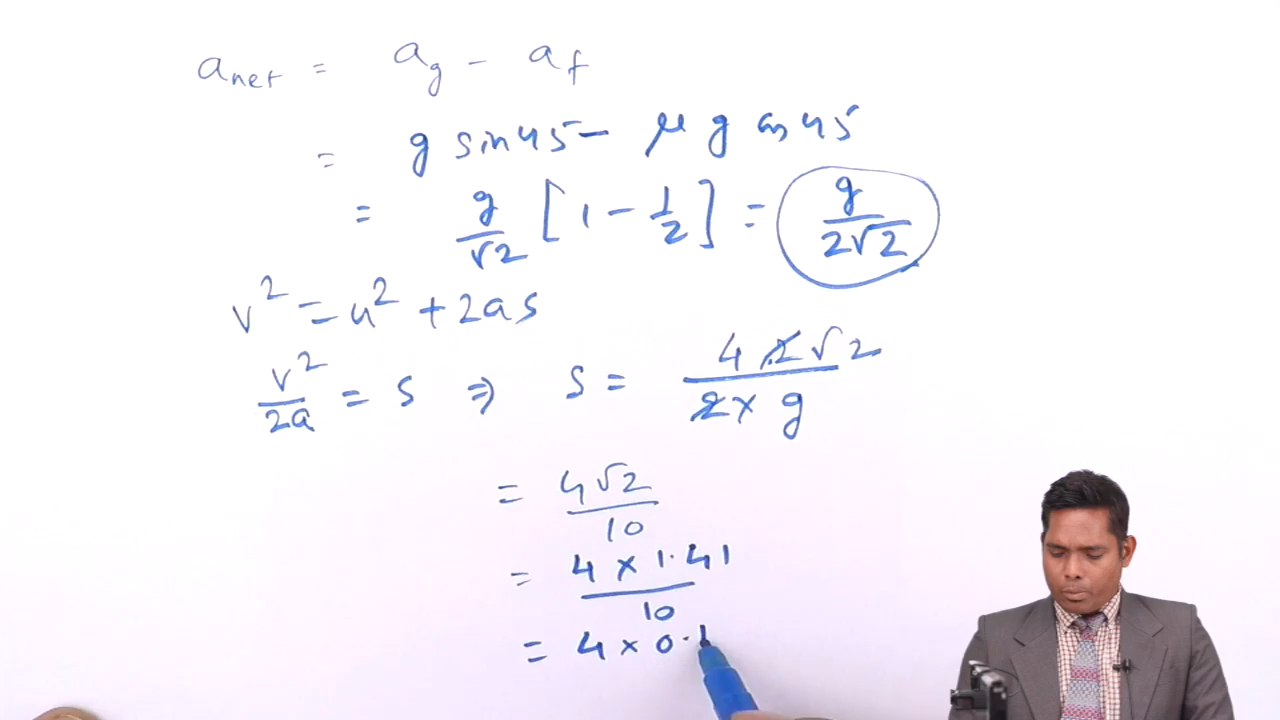 a_net = a_g - a_f
= g sin45 - μ g cos45
= g/√2 [1 - 1/2] = g/2√2
v² = u² + 2as
v²/2a = s ⇒ s = 4 2√2 / 2 × g
= 4√2/10
= 4 × 1.41/10
= 4 × 0.1